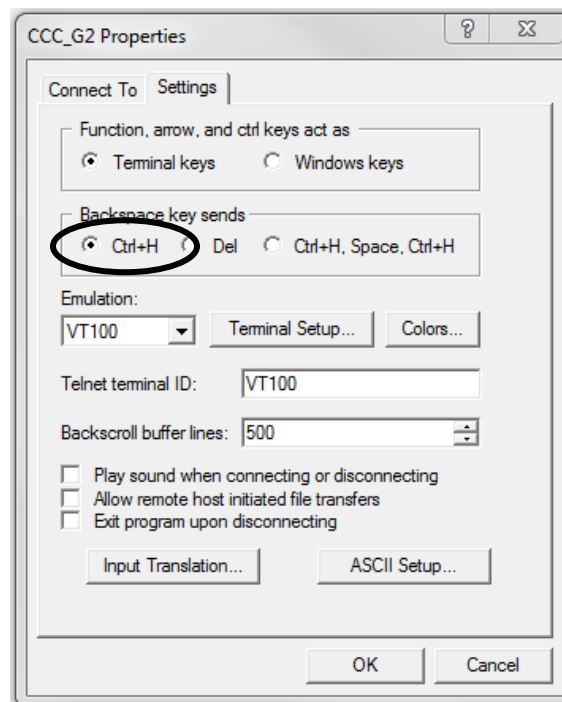 CCC_G2 Properties
Connect To Settings
Function, arrow, and ctrl keys act as
Terminal keys Windows keys
Backspace key sends
Ctrl+H Del Ctrl+H, Space, Ctrl+H
Emulation:
VT100 Terminal Setup... Colors...
Telnet terminal ID: VT100
Backscroll buffer lines: 500
Play sound when connecting or disconnecting
Allow remote host initiated file transfers
Exit program upon disconnecting
Input Translation... ASCII Setup...
OK Cancel